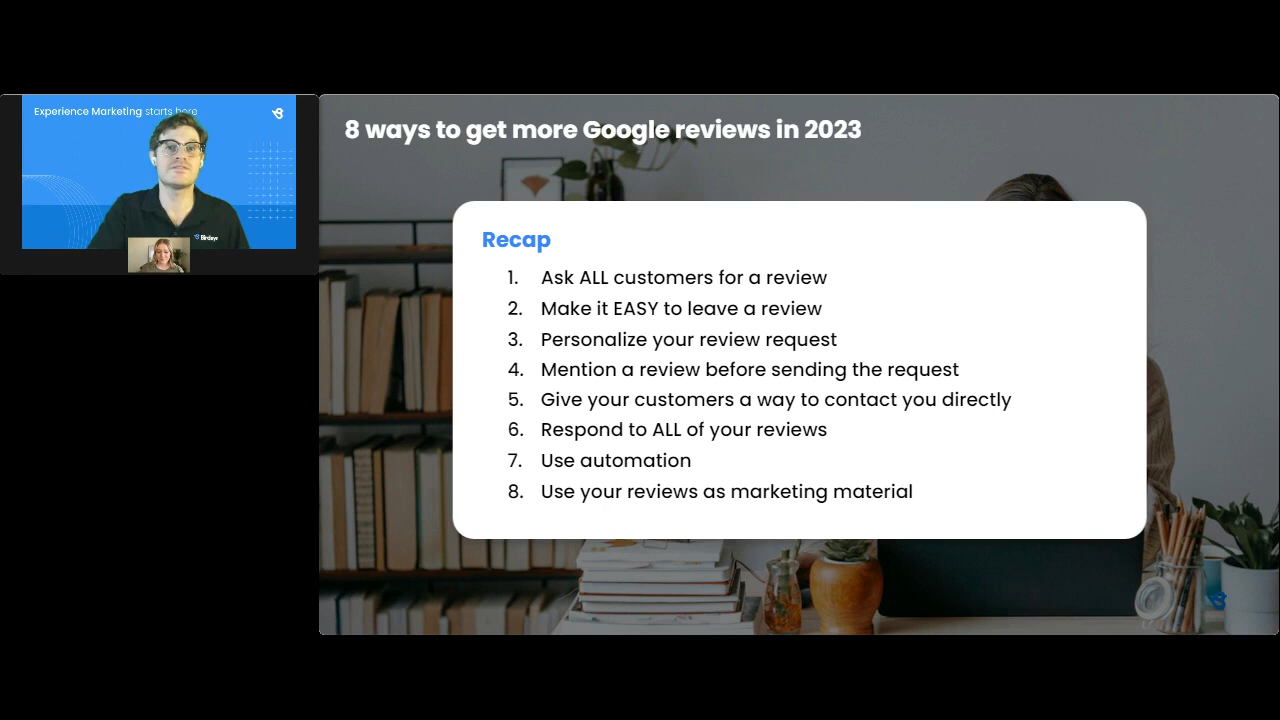 Experience Marketing starts here
Birdeye
8 ways to get more Google reviews in 2023
Recap
1. Ask ALL customers for a review
2. Make it EASY to leave a review
3. Personalize your review request
4. Mention a review before sending the request
5. Give your customers a way to contact you directly
6. Respond to ALL of your reviews
7. Use automation
8. Use your reviews as marketing material